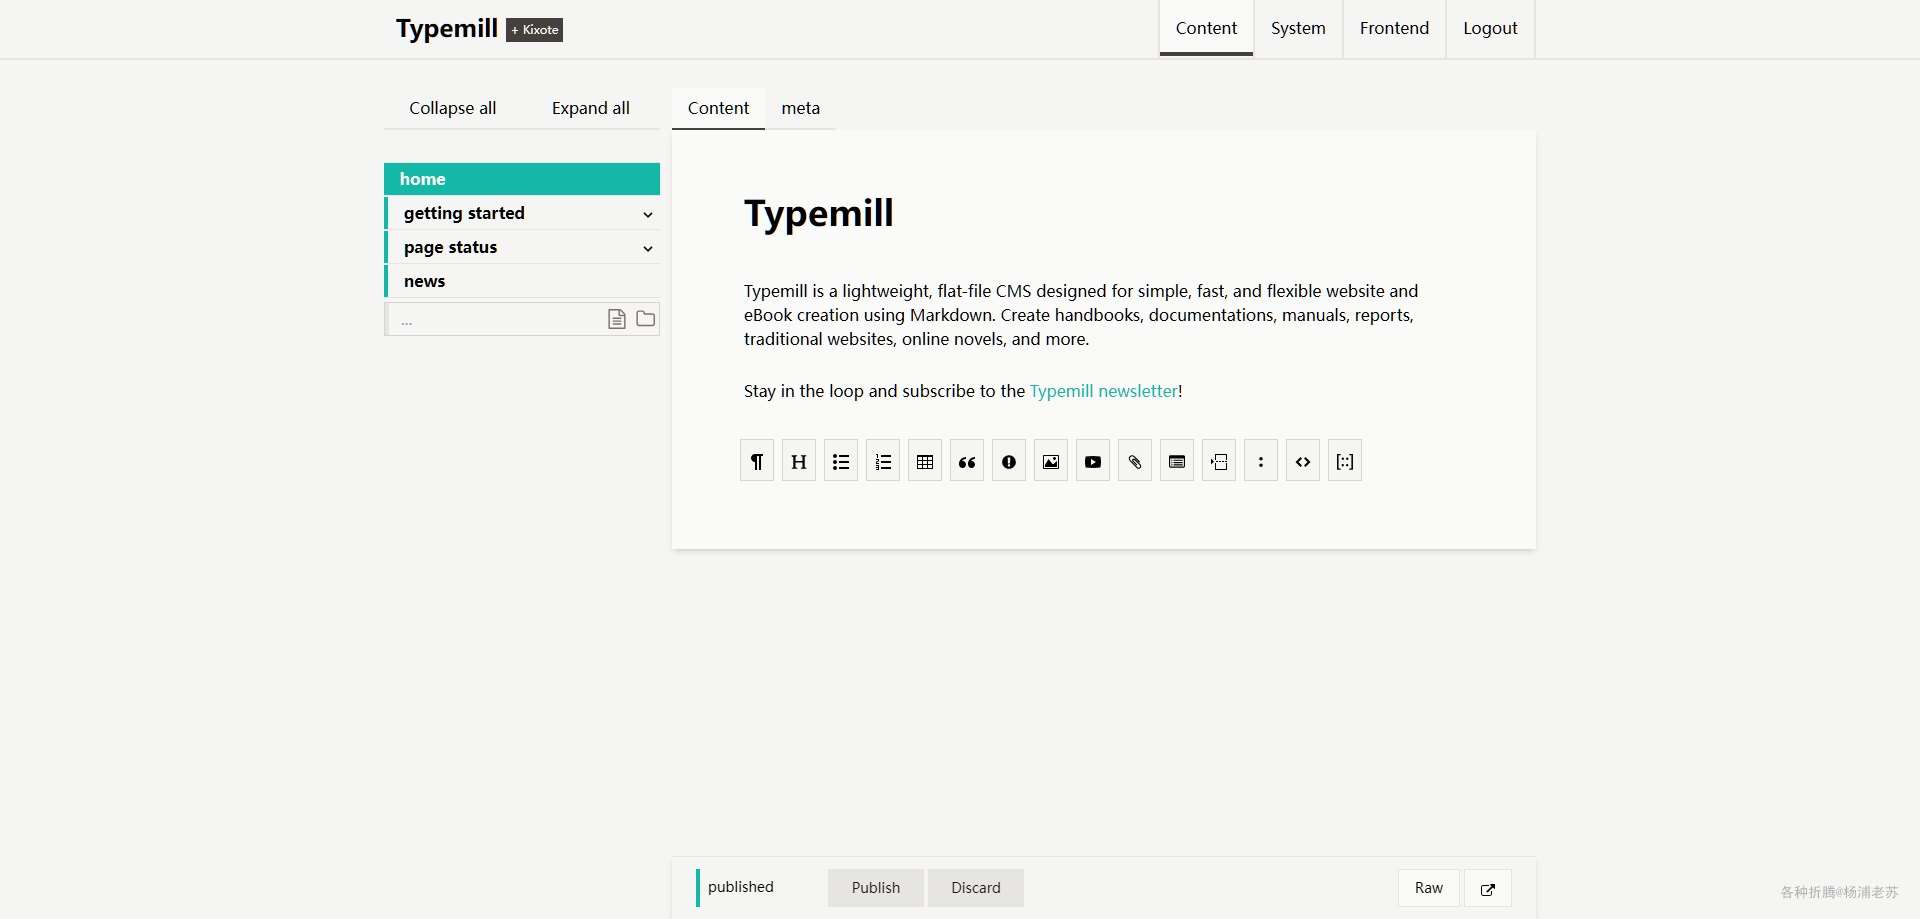 Typemill + Kixote
Content System Frontend Logout
Collapse all Expand all
Content meta
home
getting started
page status
news
...
Typemill
Typemill is a lightweight, flat-file CMS designed for simple, fast, and flexible website and
eBook creation using Markdown. Create handbooks, documentations, manuals, reports,
traditional websites, online novels, and more.
Stay in the loop and subscribe to the Typemill newsletter!
published Publish Discard Raw
各种折腾@杨浦老苏